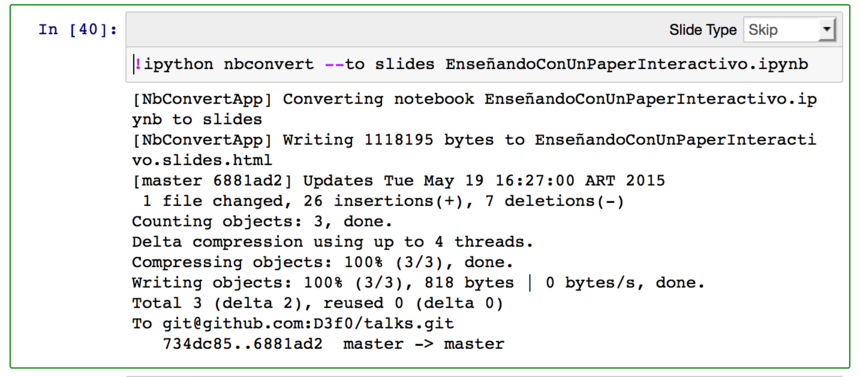 In [40]:
Slide Type Skip
!ipython nbconvert --to slides EnseñandoConUnPaperInteractivo.ipynb
[NbConvertApp] Converting notebook EnseñandoConUnPaperInteractivo.ip
ynb to slides
[NbConvertApp] Writing 1118195 bytes to EnseñandoConUnPaperInteracti
vo.slides.html
[master 6881ad2] Updates Tue May 19 16:27:00 ART 2015
 1 file changed, 26 insertions(+), 7 deletions(-)
Counting objects: 3, done.
Delta compression using up to 4 threads.
Compressing objects: 100% (3/3), done.
Writing objects: 100% (3/3), 818 bytes | 0 bytes/s, done.
Total 3 (delta 2), reused 0 (delta 0)
To git@github.com:D3f0/talks.git
   734dc85..6881ad2  master -> master